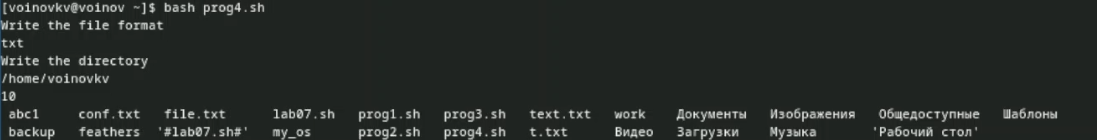 [voinovkv@voinov ~]$ bash prog4.sh
Write the file format
txt
Write the directory
/home/voinovkv
10
abc1 conf.txt file.txt lab07.sh prog1.sh prog3.sh text.txt work Документы Изображения Общедоступные Шаблоны
backup feathers '#lab07.sh#' my_os prog2.sh prog4.sh t.txt Видео Загрузки Музыка 'Рабочий стол'